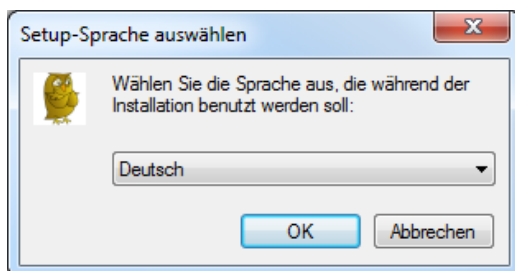 Setup-Sprache auswählen
Wählen Sie die Sprache aus, die während der
Installation benutzt werden soll:
Deutsch
OK
Abbrechen